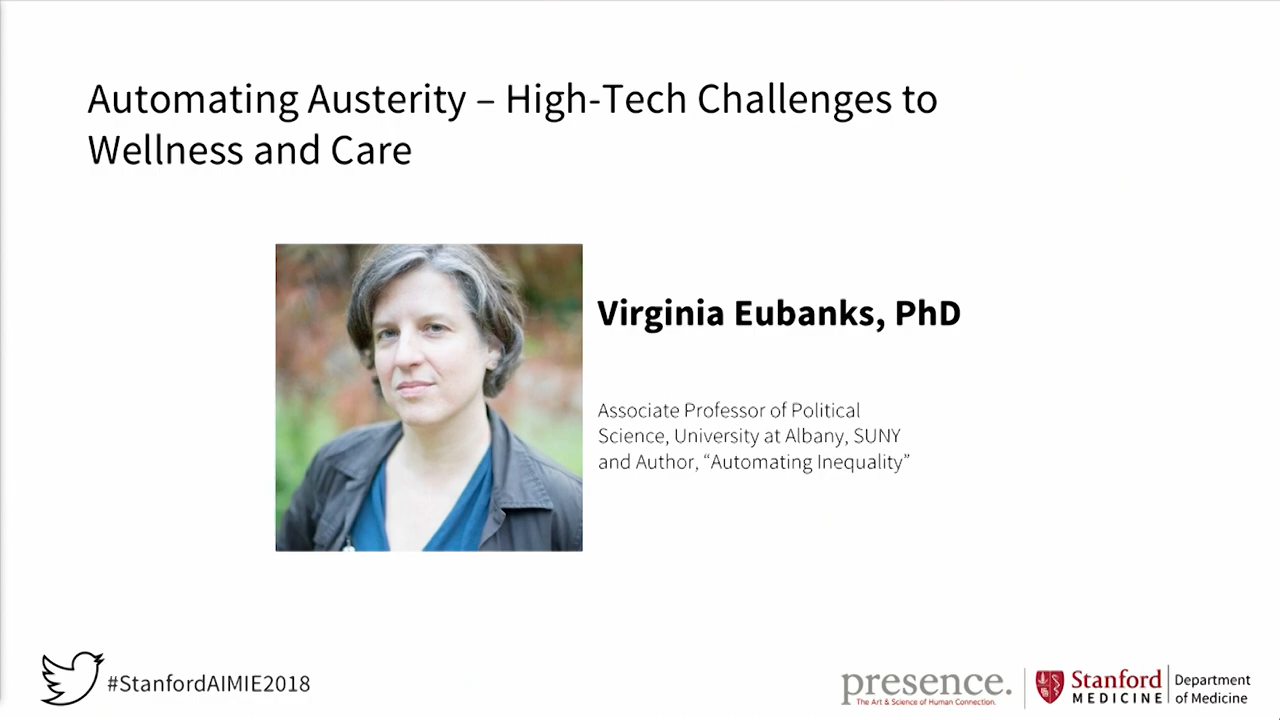 Automating Austerity – High-Tech Challenges to
Wellness and Care
Virginia Eubanks, PhD
Associate Professor of Political
Science, University at Albany, SUNY
and Author, “Automating Inequality”
#StanfordAIMIE2018
presence.
The Art & Science of Human Connection.
Stanford
MEDICINE
Department
of Medicine